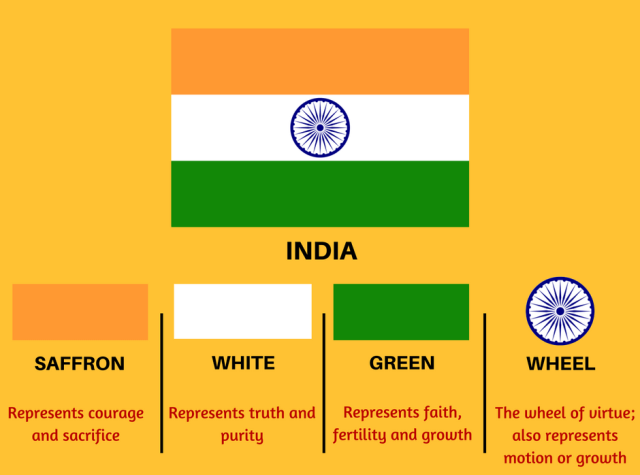 INDIA
SAFFRON
Represents courage
and sacrifice
WHITE
Represents truth and
purity
GREEN
Represents faith,
fertility and growth
WHEEL
The wheel of virtue;
also represents
motion or growth